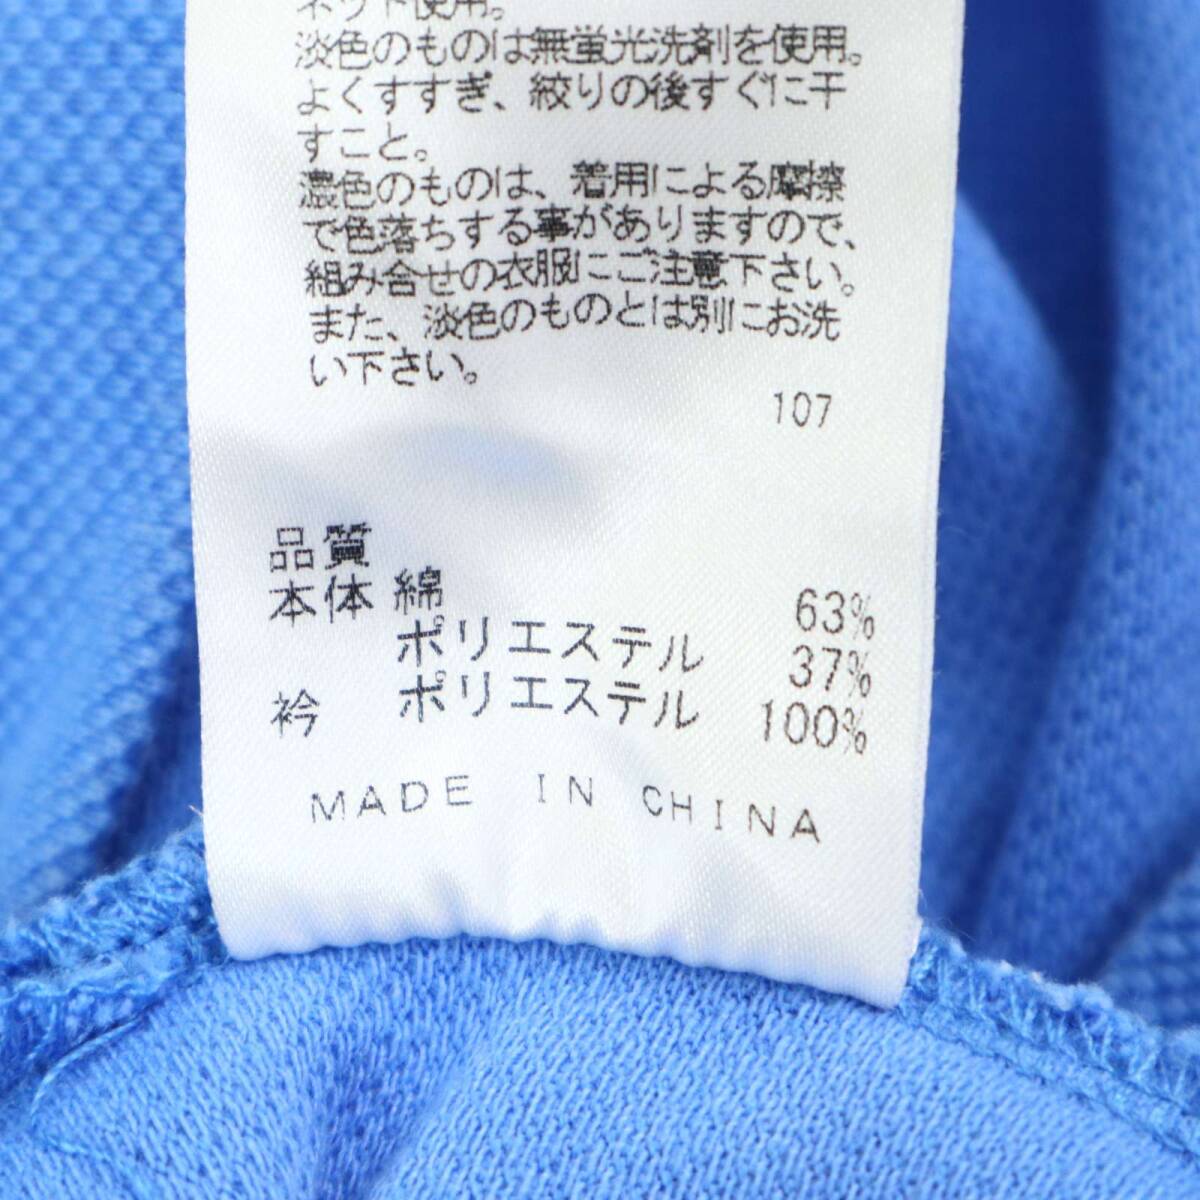 ネット使用。
淡色のものは無蛍光洗剤を使用。
よくすすぎ、絞りの後すぐに干
すこと。
濃色のものは、着用による摩擦
で色落ちする事がありますので、
組み合せの衣服にご注意下さい。
また、淡色のものとは別にお洗
い下さい。
107
品質
本体 綿 63%
ポリエステル 37%
衿 ポリエステル 100%
MADE IN CHINA